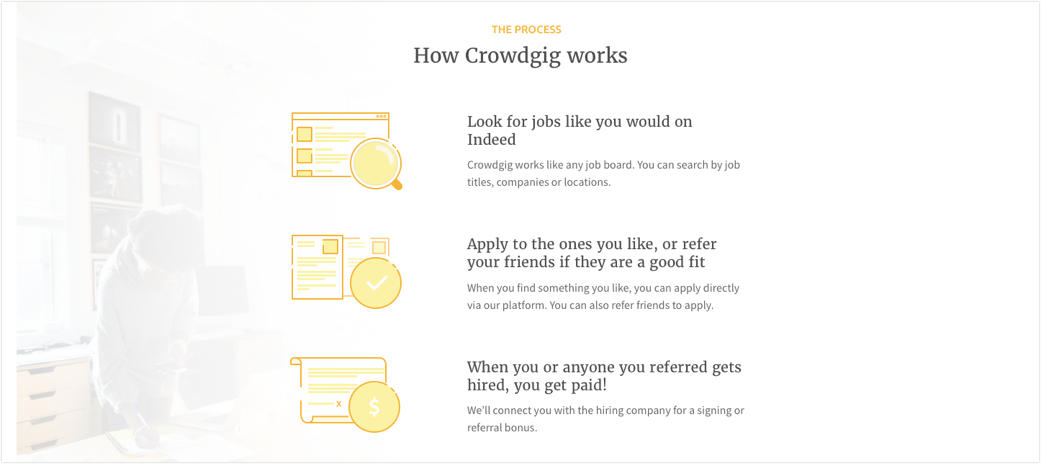 THE PROCESS
How Crowdgig works
Look for jobs like you would on
Indeed
Crowdgig works like any job board. You can search by job
titles, companies or locations.
Apply to the ones you like, or refer
your friends if they are a good fit
When you find something you like, you can apply directly
via our platform. You can also refer friends to apply.
X
$
When you or anyone you referred gets
hired, you get paid!
We'll connect you with the hiring company for a signing or
referral bonus.